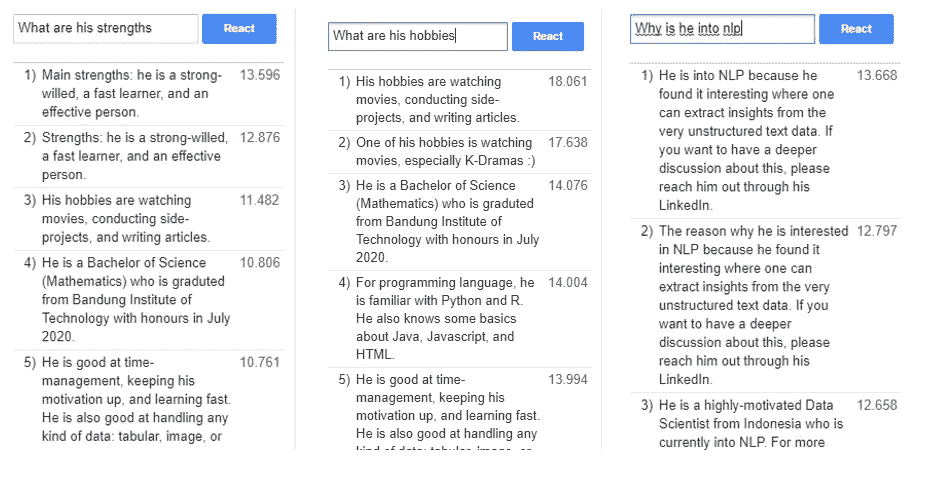 What are his strengths
React
1) Main strengths: he is a strong- 13.596
willed, a fast learner, and an
effective person.
2) Strengths: he is a strong-willed, 12.876
a fast learner, and an effective
person.
3) His hobbies are watching 11.482
movies, conducting side-
projects, and writing articles.
4) He is a Bachelor of Science 10.806
(Mathematics) who is graduted
from Bandung Institute of
Technology with honours in July
2020.
5) He is good at time- 10.761
management, keeping his
motivation up, and learning fast.
He is also good at handling any
kind of data: tabular, image, or
What are his hobbies
React
1) His hobbies are watching 18.061
movies, conducting side-
projects, and writing articles.
2) One of his hobbies is watching 17.638
movies, especially K-Dramas :)
3) He is a Bachelor of Science 14.076
(Mathematics) who is graduted
from Bandung Institute of
Technology with honours in July
2020.
4) For programming language, he 14.004
is familiar with Python and R.
He also knows some basics
about Java, Javascript, and
HTML.
5) He is good at time- 13.994
management, keeping his
motivation up, and learning fast.
He is also good at handling any
kind of data: tabular, image, or
Why is he into nlp
React
1) He is into NLP because he 13.668
found it interesting where one
can extract insights from the
very unstructured text data. If
you want to have a deeper
discussion about this, please
reach him out through his
LinkedIn.
2) The reason why he is interested 12.797
in NLP because he found it
interesting where one can
extract insights from the very
unstructured text data. If you
want to have a deeper
discussion about this, please
reach him out through his
LinkedIn.
3) He is a highly-motivated Data 12.658
Scientist from Indonesia who is
currently into NLP. For more